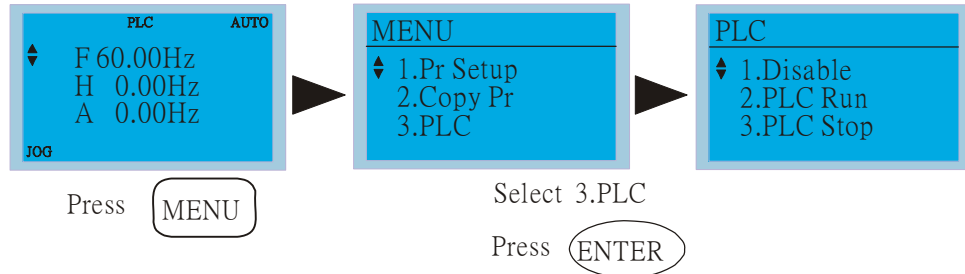 PLC AUTO
F 60.00Hz
H 0.00Hz
A 0.00Hz
JOG
Press MENU
MENU
1.Pr Setup
2.Copy Pr
3.PLC
Select 3.PLC
Press ENTER
PLC
1.Disable
2.PLC Run
3.PLC Stop